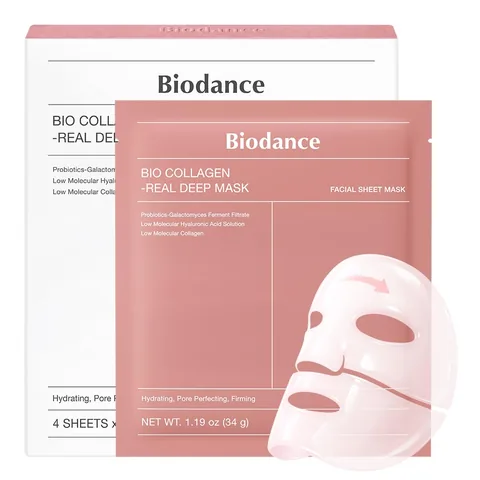 Biodance
BIO COLL
-REAL DEE
Probiotics-Galactom
Low Molecular Hyal
Low Molecular Colla
Hydrating, Pore
4 SHEETS x
Biodance
BIO COLLAGEN
-REAL DEEP MASK
FACIAL SHEET MASK
Probiotics-Galactomyces Ferment Filtrate
Low Molecular Hyaluronic Acid Solution
Low Molecular Collagen
Hydrating, Pore Perfecting, Firming
NET WT. 1.19 oz (34 g)